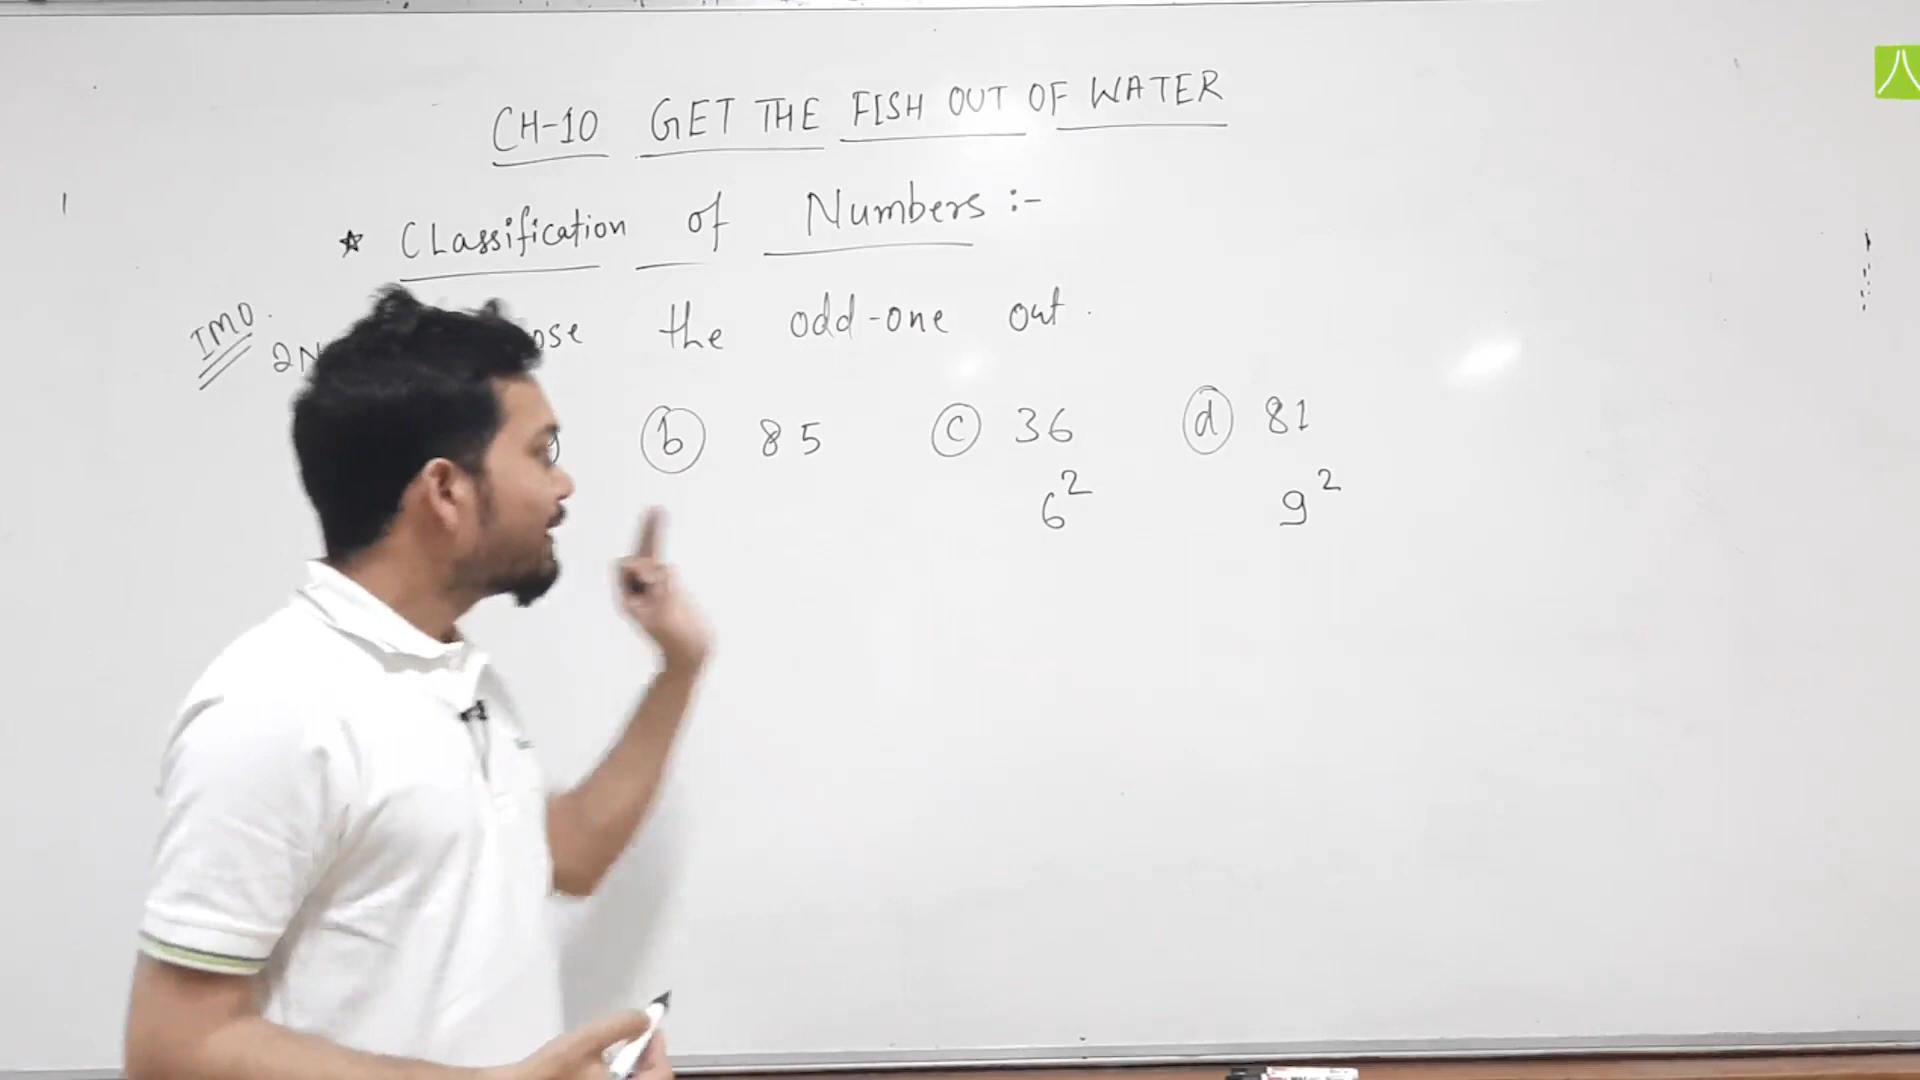 CH-10 GET THE FISH OUT OF WATER
* Classification of Numbers :-
IMO.
the odd-one out.
(b) 85 (c) 36 (d) 81
6² 9²